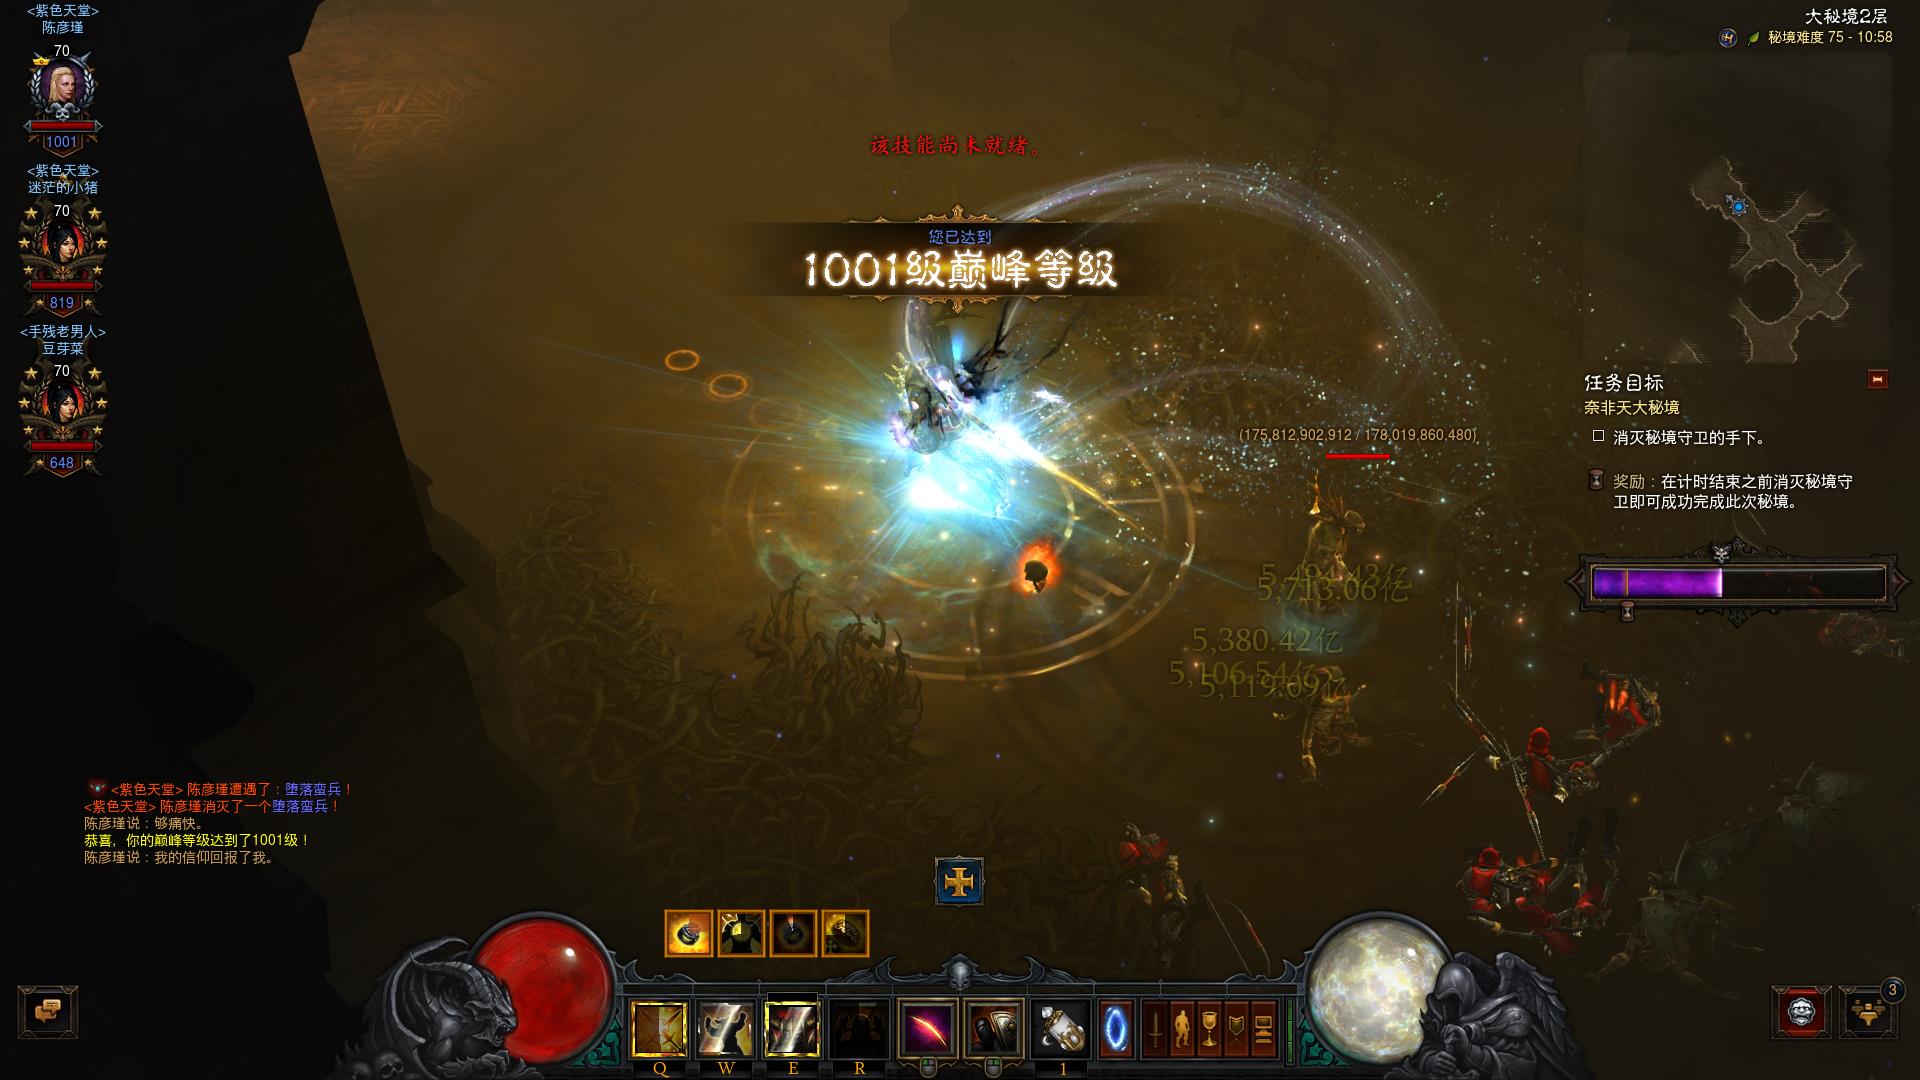 <紫色天堂>
陈彦瑾
70
1001
<紫色天堂>
迷茫的小猪
70
819
<手残老男人>
豆芽菜
70
648
大秘境2层
秘境难度 75 - 10:58
该技能尚未就绪。
您已达到
1001级巅峰等级
(175,812,902,912 / 178,019,860,480)
任务目标
奈非天大秘境
消灭秘境守卫的手下。
奖励：在计时结束之前消灭秘境守
卫即可成功完成此次秘境。
5,713.06亿
5,380.42亿
5,106.54亿
5,119.09亿
<紫色天堂> 陈彦瑾遭遇了：堕落蛮兵！
<紫色天堂> 陈彦瑾消灭了一个堕落蛮兵！
陈彦瑾说：够痛快。
恭喜，你的巅峰等级达到了1001级！
陈彦瑾说：我的信仰回报了我。
3
Q W E R 1